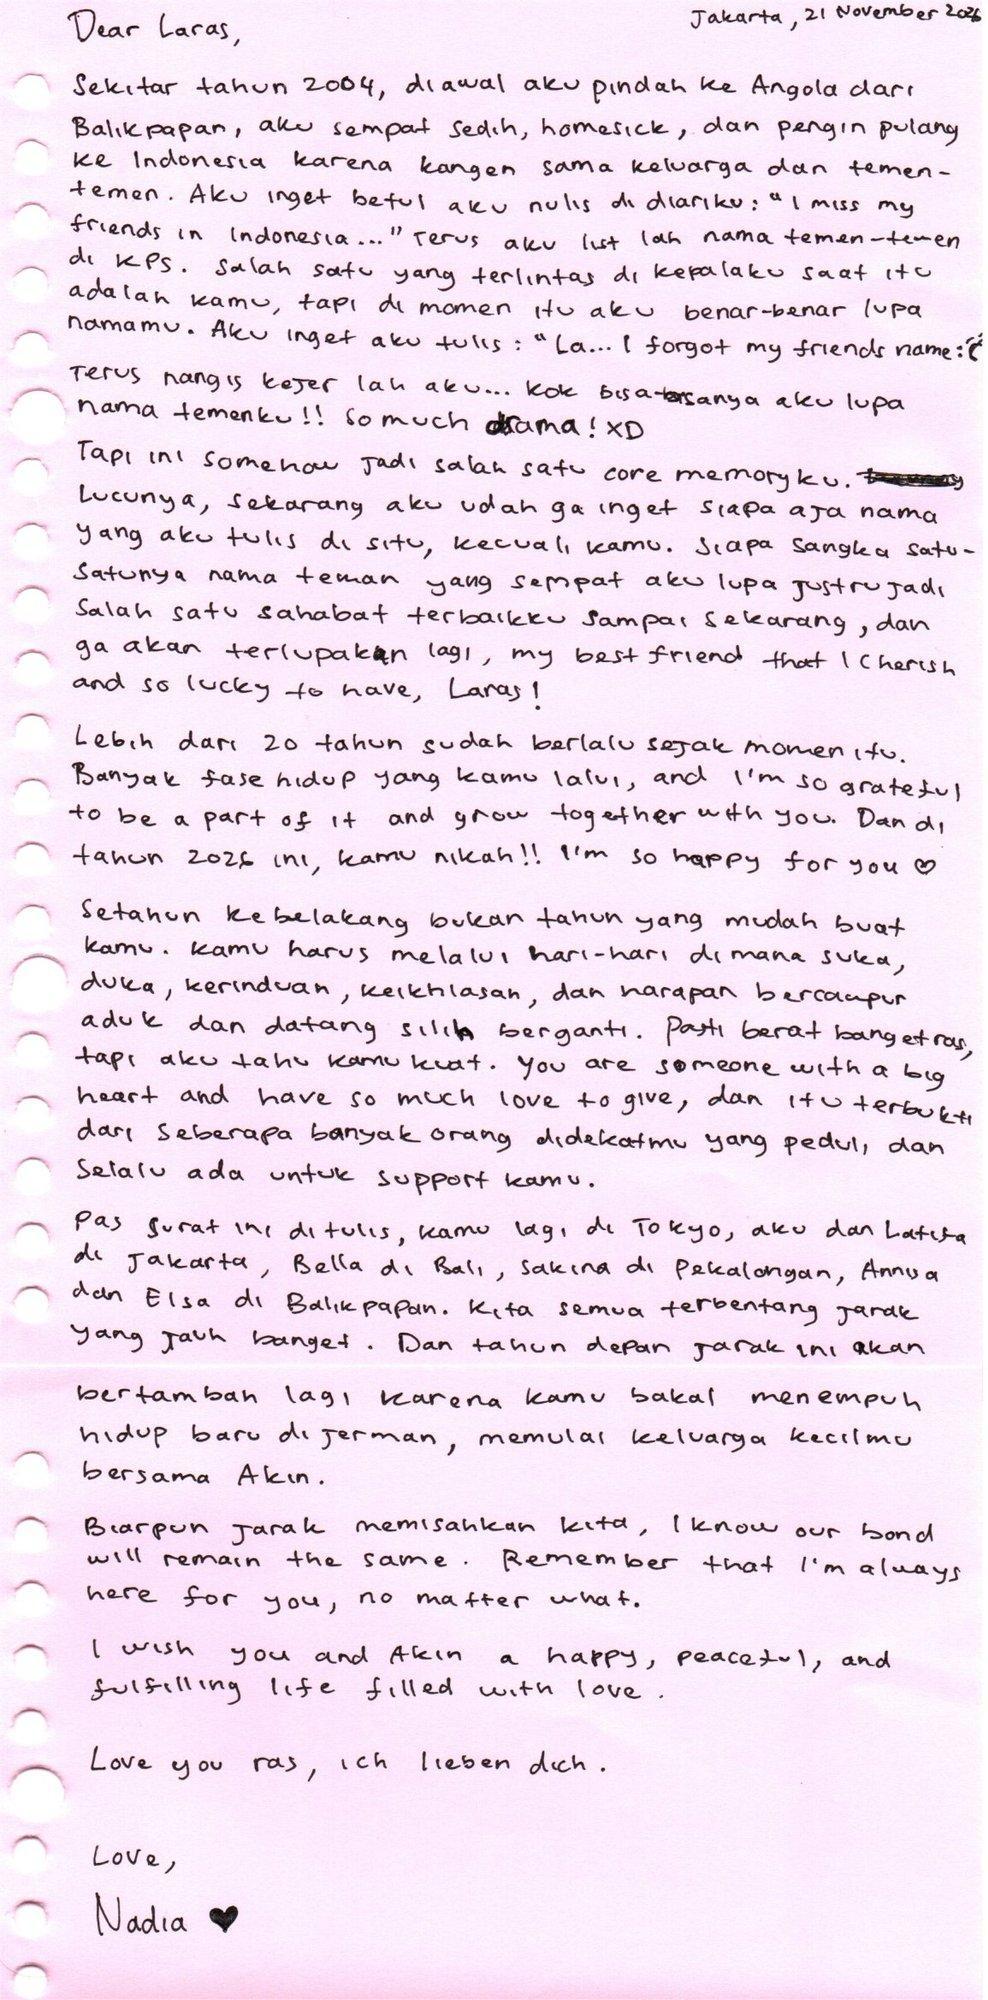 Jakarta, 21 November 2026
Dear Laras,
Sekitar tahun 2004, diawal aku pindah ke Angola dari
Balikpapan, aku sempat sedih, homesick, dan pengin pulang
ke Indonesia karena kangen sama keluarga dan temen-
temen. Aku inget betul aku nulis di diariku: "I miss my
friends in Indonesia..." Terus aku list lah nama temen-temen
di KPS. Salah satu yang terlintas di kepalaku saat itu
adalah kamu, tapi di momen itu aku benar-benar lupa
namamu. Aku inget aku tulis: "La... I forgot my friends name :'("
Terus nangis kejer lah aku... kok bisa-bisanya aku lupa
nama temenku!! So much drama! XD
Tapi ini somehow jadi salah satu core memoryku.
Lucunya, sekarang aku udah ga inget siapa aja nama
yang aku tulis di situ, kecuali kamu. Siapa sangka satu-
satunya nama teman yang sempat aku lupa justru jadi
salah satu sahabat terbaikku sampai sekarang, dan
ga akan terlupakan lagi, my best friend that I cherish
and so lucky to have, Laras!
Lebih dari 20 tahun sudah berlalu sejak momen itu.
Banyak fase hidup yang kamu lalui, and I'm so grateful
to be a part of it and grow together with you. Dan di
tahun 2026 ini, kamu nikah!! I'm so happy for you ♡
Setahun kebelakang bukan tahun yang mudah buat
kamu. Kamu harus melalui hari-hari dimana suka,
duka, kerinduan, keikhlasan, dan harapan bercampur
aduk dan datang silih berganti. Pasti berat banget ras,
tapi aku tahu kamu kuat. You are someone with a big
heart and have so much love to give, dan itu terbukti
dari seberapa banyak orang didekatmu yang peduli dan
selalu ada untuk support kamu.
Pas surat ini ditulis, kamu lagi di Tokyo, aku dan Latifa
di Jakarta, Bella di Bali, Sakina di Pekalongan, Annisa
dan Elsa di Balikpapan. Kita semua terbentang jarak
yang jauh banget. Dan tahun depan jarak ini akan
bertambah lagi karena kamu bakal menempuh
hidup baru di Jerman, memulai keluarga kecilmu
bersama Akin.
Biarpun jarak memisahkan kita, I know our bond
will remain the same. Remember that I'm always
here for you, no matter what.
I wish you and Akin a happy, peaceful, and
fulfilling life filled with love.
Love you ras, ich lieben dich.
Love,
Nadia ♥